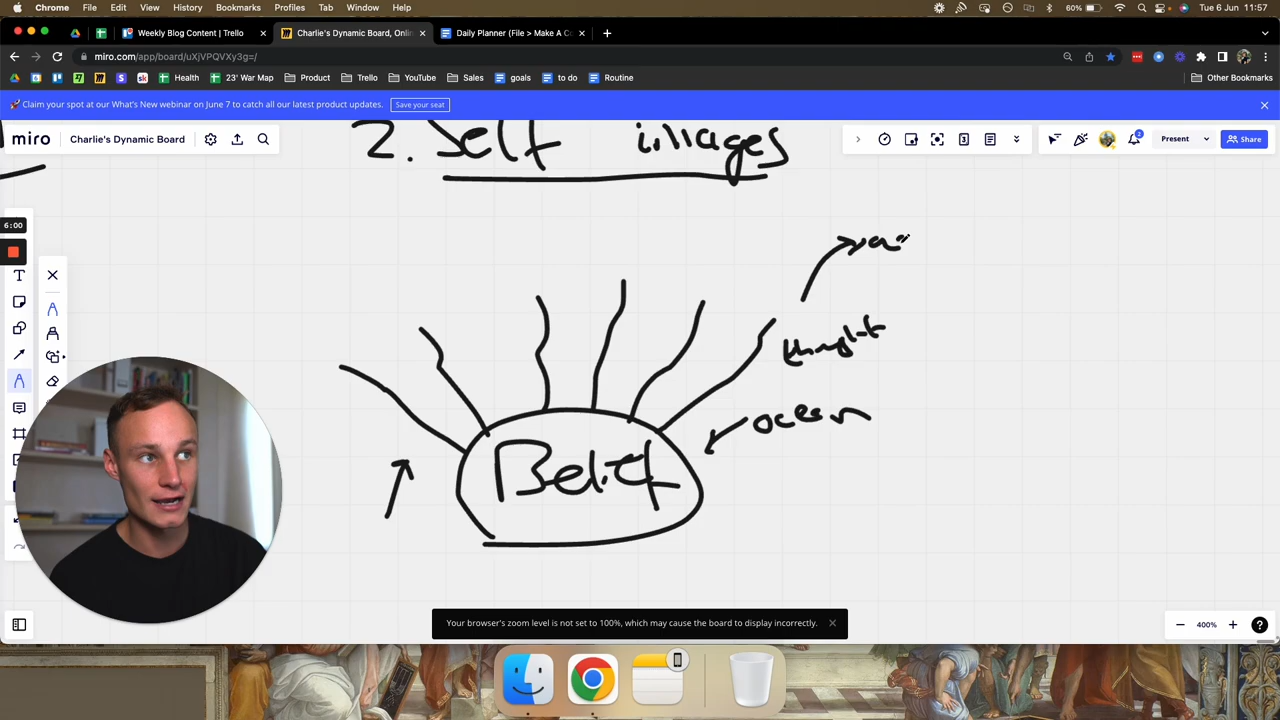 Chrome File Edit View History Bookmarks Profiles Tab Window Help 60% Tue 6 Jun 11:57
Weekly Blog Content | Trello Charlie's Dynamic Board, Onlin Daily Planner (File > Make A Co
miro.com/app/board/uXjVPQVXy3g=/
Health 23' War Map Product Trello YouTube Sales goals to do Routine Other Bookmarks
🚀 Claim your spot at our What's New webinar on June 7 to catch all our latest product updates. Save your seat
miro Charlie's Dynamic Board Present Share
2. Self images
6:00
thought
ocean
Belief
Your browser's zoom level is not set to 100%, which may cause the board to display incorrectly.
400%